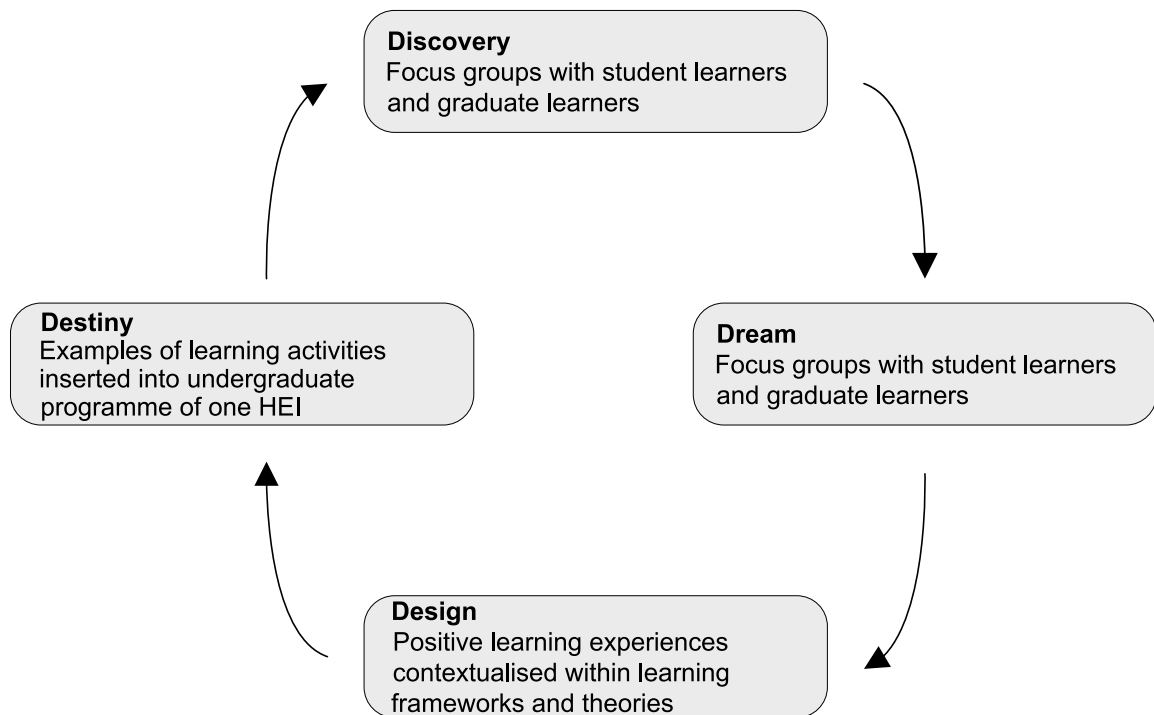 Discovery
Focus groups with student learners
and graduate learners
Dream
Focus groups with student learners
and graduate learners
Design
Positive learning experiences
contextualised within learning
frameworks and theories
Destiny
Examples of learning activities
inserted into undergraduate
programme of one HEI